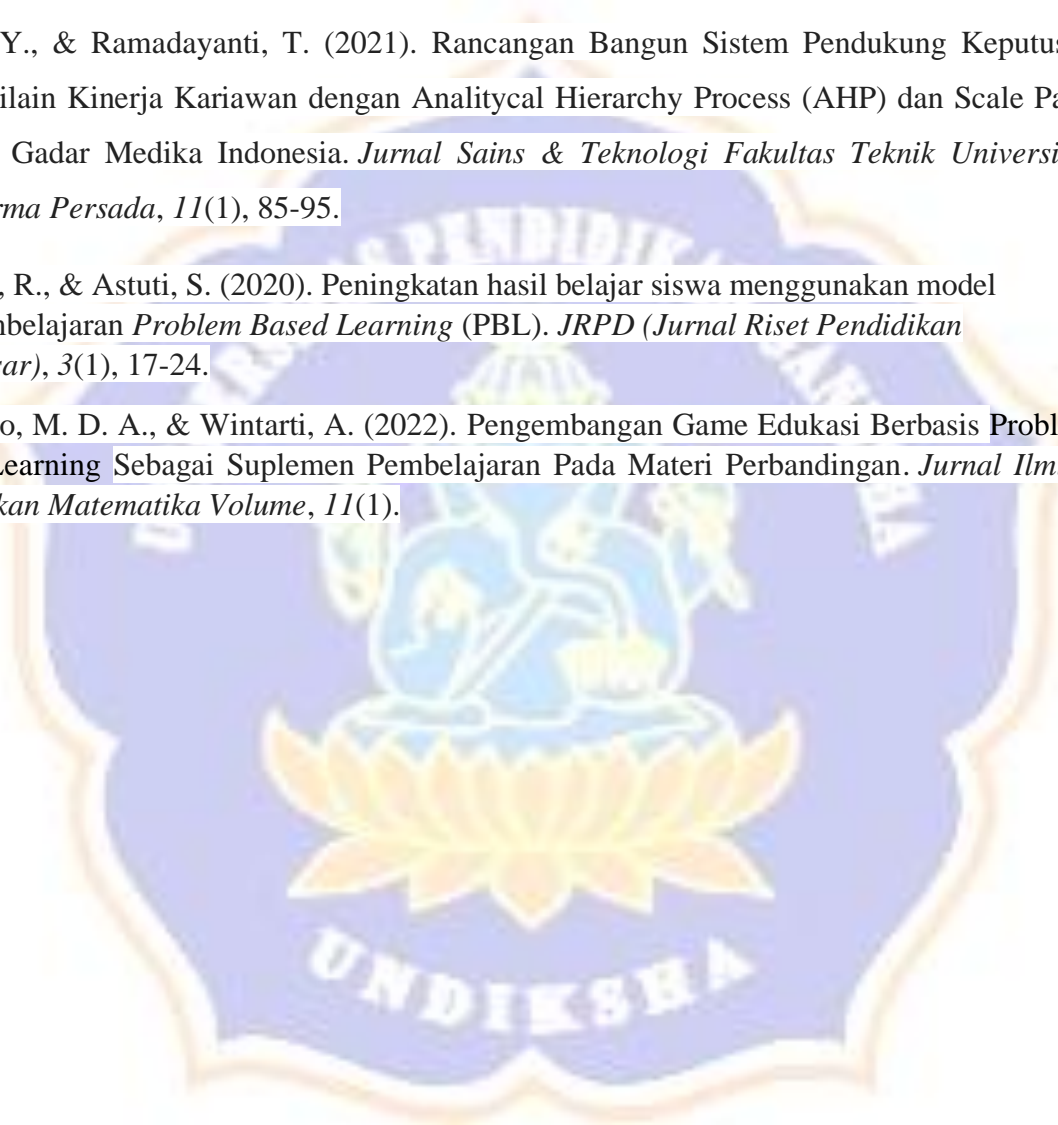 Y., & Ramadayanti, T. (2021). Rancangan Bangun Sistem Pendukung Keputus
ilain Kinerja Kariawan dengan Analitycal Hierarchy Process (AHP) dan Scale Pa
Gadar Medika Indonesia. Jurnal Sains & Teknologi Fakultas Teknik Universi
rma Persada, 11(1), 85-95.
, R., & Astuti, S. (2020). Peningkatan hasil belajar siswa menggunakan model
nbelajaran Problem Based Learning (PBL). JRPD (Jurnal Riset Pendidikan
ar), 3(1), 17-24.
o, M. D. A., & Wintarti, A. (2022). Pengembangan Game Edukasi Berbasis Probl
Learning Sebagai Suplemen Pembelajaran Pada Materi Perbandingan. Jurnal Ilm
kan Matematika Volume, 11(1).
UNDIKSHA